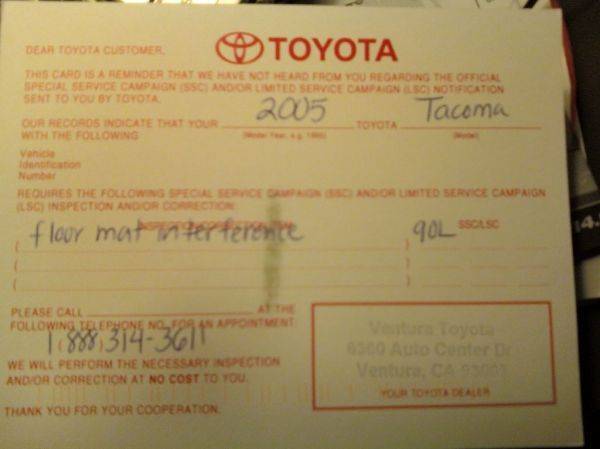 TOYOTA
DEAR TOYOTA CUSTOMER,
THIS CARD IS A REMINDER THAT WE HAVE NOT HEARD FROM YOU REGARDING THE OFFICIAL
SPECIAL SERVICE CAMPAIGN (SSC) AND/OR LIMITED SERVICE CAMPAIGN (LSC) NOTIFICATION
SENT TO YOU BY TOYOTA.
OUR RECORDS INDICATE THAT YOUR 2005 TOYOTA Tacoma
WITH THE FOLLOWING (Model Year, e.g. 1995) (Model)
Vehicle
Identification
Number
REQUIRES THE FOLLOWING SPECIAL SERVICE CAMPAIGN (SSC) AND/OR LIMITED SERVICE CAMPAIGN
(LSC) INSPECTION AND/OR CORRECTION:
( floor mat interference ) 90L SSC/LSC
PLEASE CALL AT THE
FOLLOWING TELEPHONE NO. FOR AN APPOINTMENT:
1(888)314-3611
WE WILL PERFORM THE NECESSARY INSPECTION
AND/OR CORRECTION AT NO COST TO YOU.
THANK YOU FOR YOUR COOPERATION.
Ventura Toyota
6360 Auto Center Dr
Ventura, CA 93003
YOUR TOYOTA DEALER